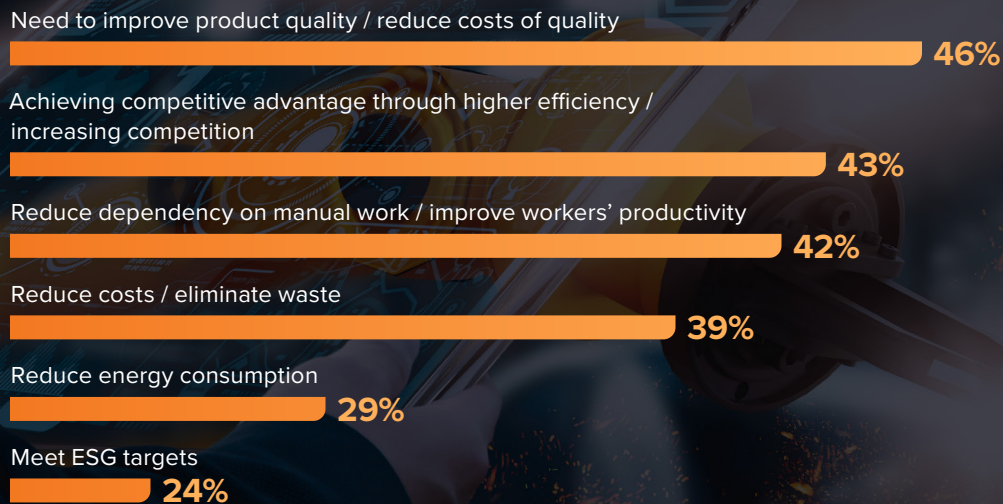 Need to improve product quality / reduce costs of quality
46%
Achieving competitive advantage through higher efficiency /
increasing competition
43%
Reduce dependency on manual work / improve workers’ productivity
42%
Reduce costs / eliminate waste
39%
Reduce energy consumption
29%
Meet ESG targets
24%